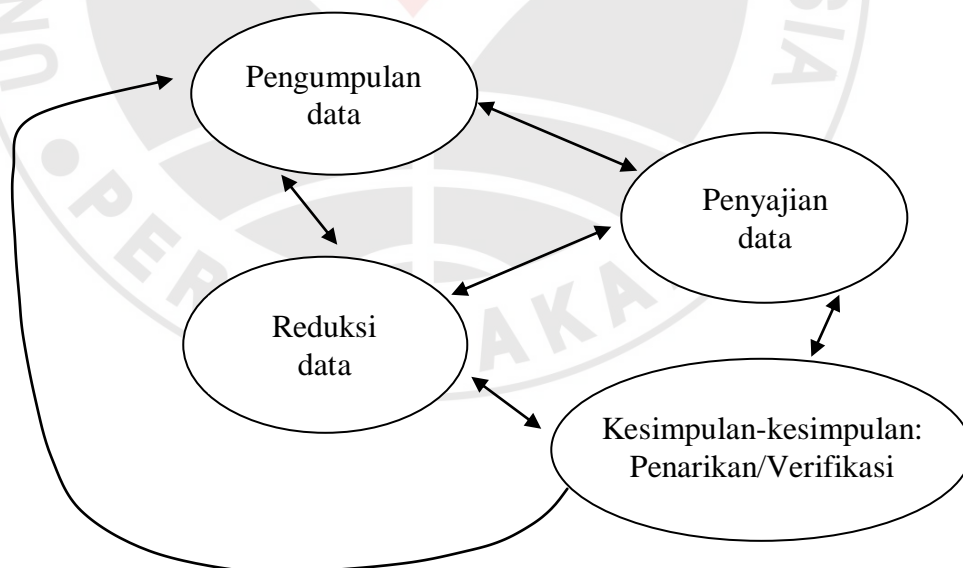 Pengumpulan
data
Penyajian
data
Reduksi
data
Kesimpulan-kesimpulan:
Penarikan/Verifikasi